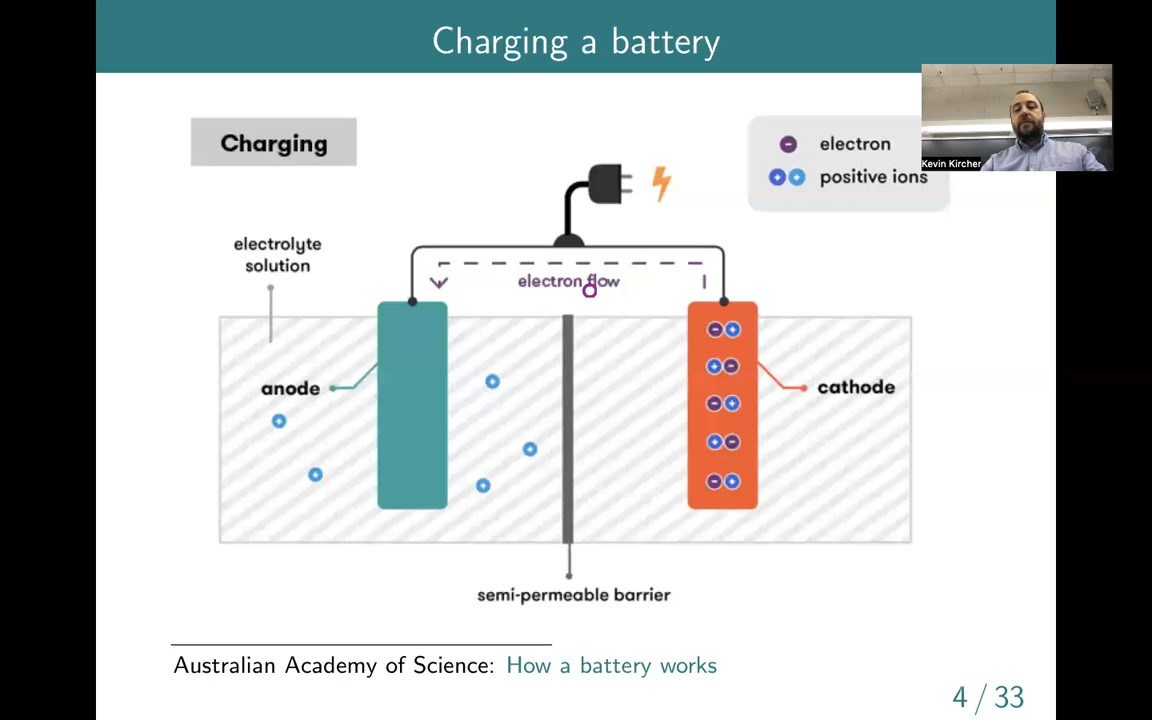 Charging a battery
Charging
electron
positive ions
Kevin Kircher
electrolyte
solution
electron flow
anode
cathode
semi-permeable barrier
Australian Academy of Science: How a battery works
4 / 33